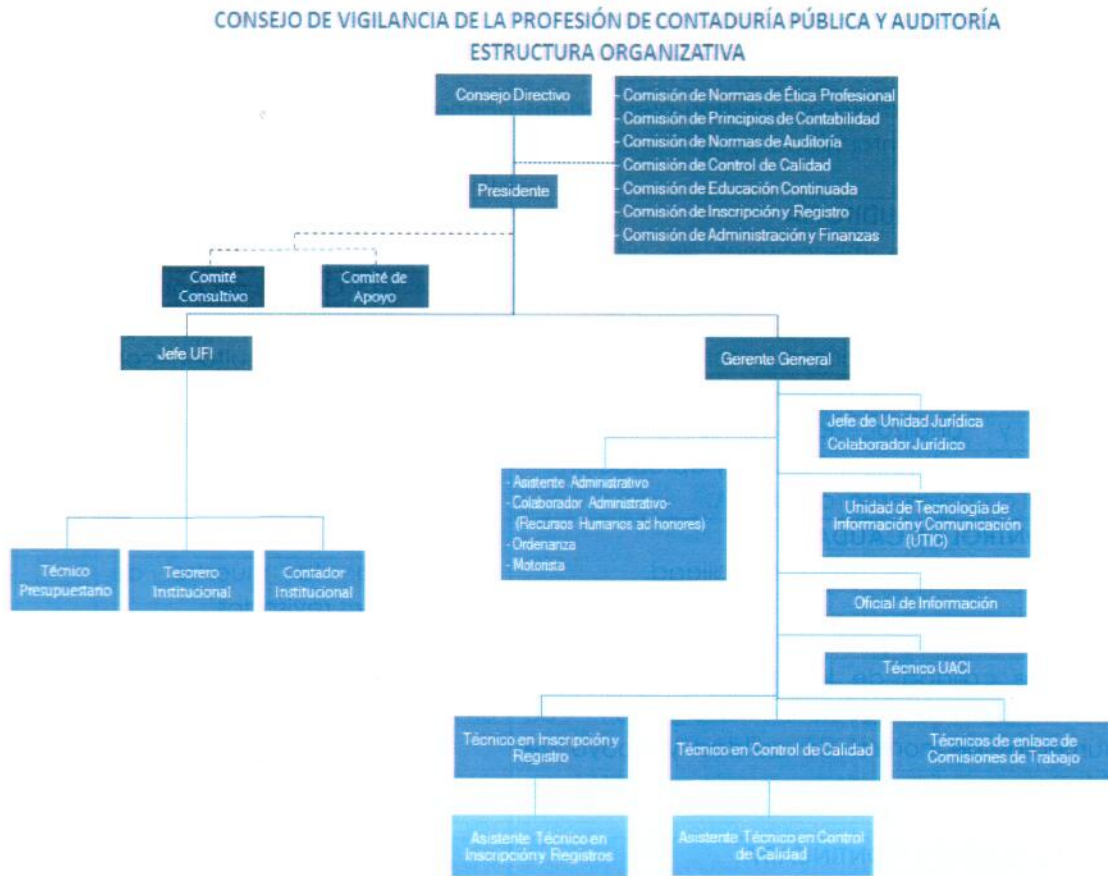 CONSEJO DE VIGILANCIA DE LA PROFESIÓN DE CONTADURÍA PÚBLICA Y AUDITORÍA
ESTRUCTURA ORGANIZATIVA
Consejo Directivo
- Comisión de Normas de Ética Profesional
- Comisión de Principios de Contabilidad
- Comisión de Normas de Auditoría
- Comisión de Control de Calidad
- Comisión de Educación Continuada
- Comisión de Inscripción y Registro
- Comisión de Administración y Finanzas
Presidente
Comité
Consultivo
Comité de
Apoyo
Jefe UFI
Gerente General
Jefe de Unidad Jurídica
Colaborador Jurídico
- Asistente Administrativo
- Colaborador Administrativo-
(Recursos Humanos ad honores)
- Ordenanza
- Motorista
Unidad de Tecnología de
Información y Comunicación
(UTIC)
Técnico
Presupuestario
Tesorero
Institucional
Contador
Institucional
Oficial de Información
Técnico UACI
Técnico en Inscripción y
Registro
Técnico en Control de Calidad
Técnicos de enlace de
Comisiones de Trabajo
Asistente Técnico en
Inscripción y Registros
Asistente Técnico en Control
de Calidad